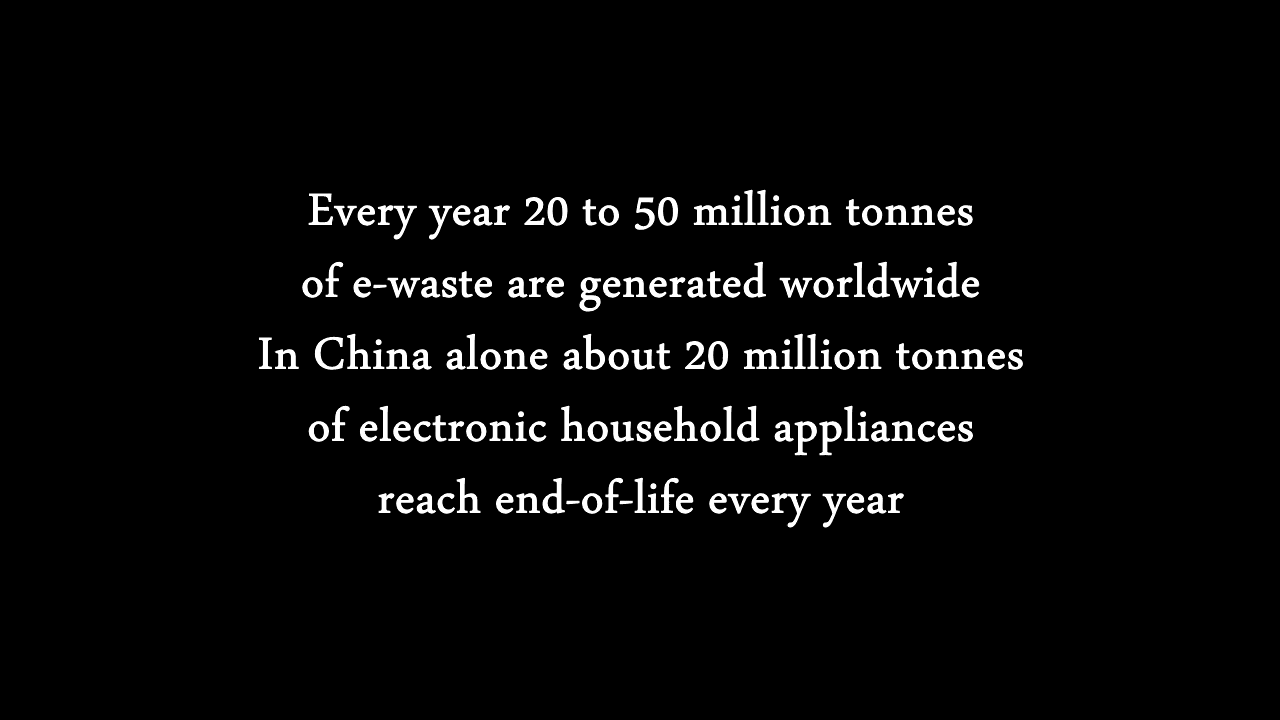 Every year 20 to 50 million tonnes
of e-waste are generated worldwide
In China alone about 20 million tonnes
of electronic household appliances
reach end-of-life every year